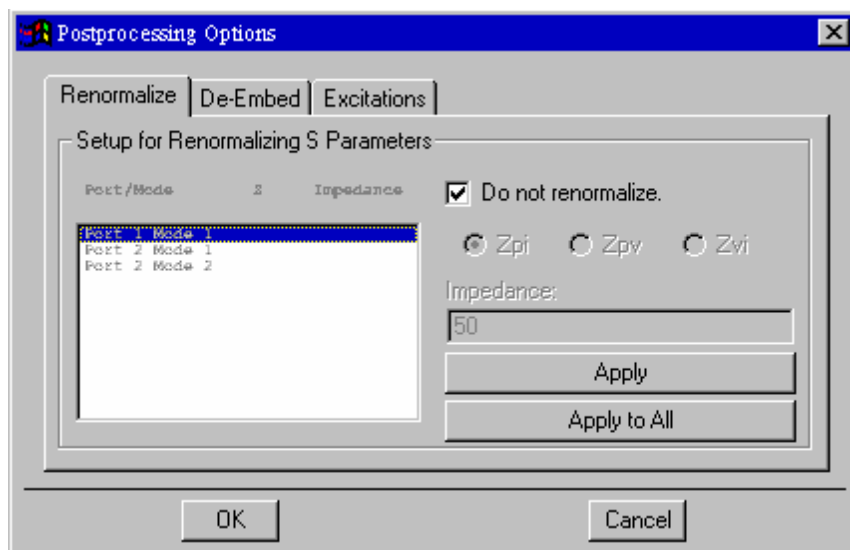 Postprocessing Options
Renormalize De-Embed Excitations
Setup for Renormalizing S Parameters
Port/Mode Z Impedance
Do not renormalize.
Port 1 Mode 1
Port 2 Mode 1
Port 2 Mode 2
Zpi Zpv Zvi
Impedance:
50
Apply
Apply to All
OK Cancel